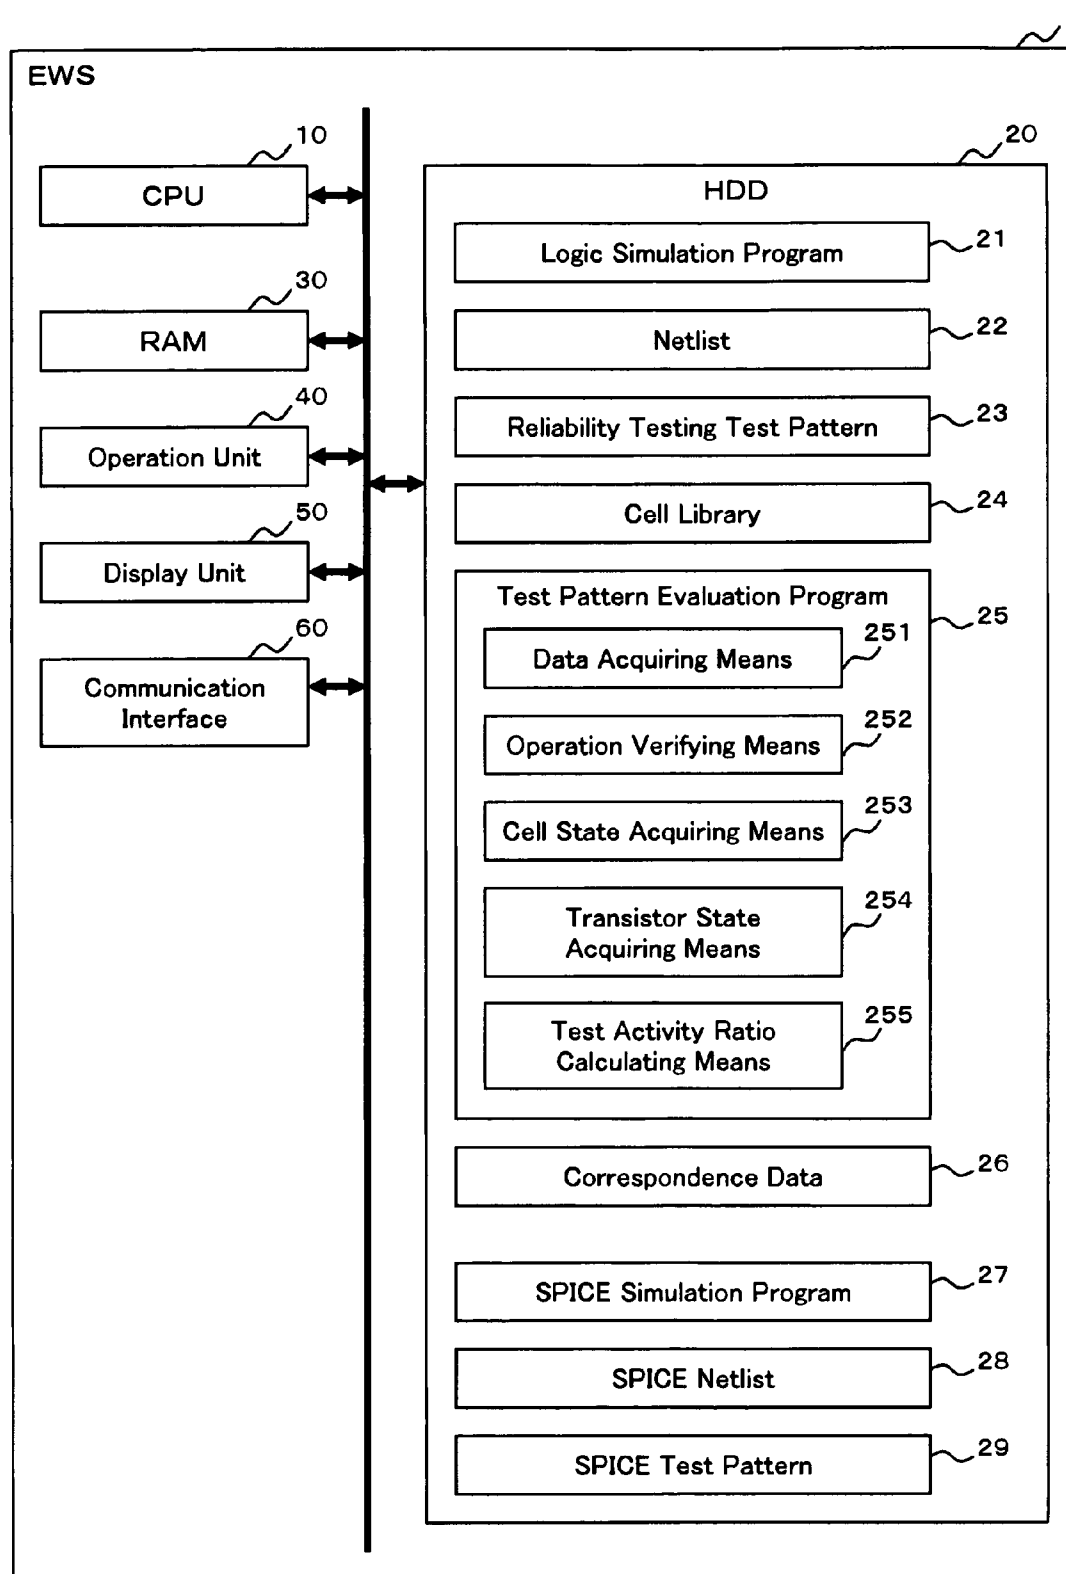 EWS
10
CPU
30
RAM
40
Operation Unit
50
Display Unit
60
Communication
Interface
20
HDD
Logic Simulation Program
21
Netlist
22
Reliability Testing Test Pattern
23
Cell Library
24
Test Pattern Evaluation Program
25
Data Acquiring Means
251
Operation Verifying Means
252
Cell State Acquiring Means
253
Transistor State
Acquiring Means
254
Test Activity Ratio
Calculating Means
255
Correspondence Data
26
SPICE Simulation Program
27
SPICE Netlist
28
SPICE Test Pattern
29